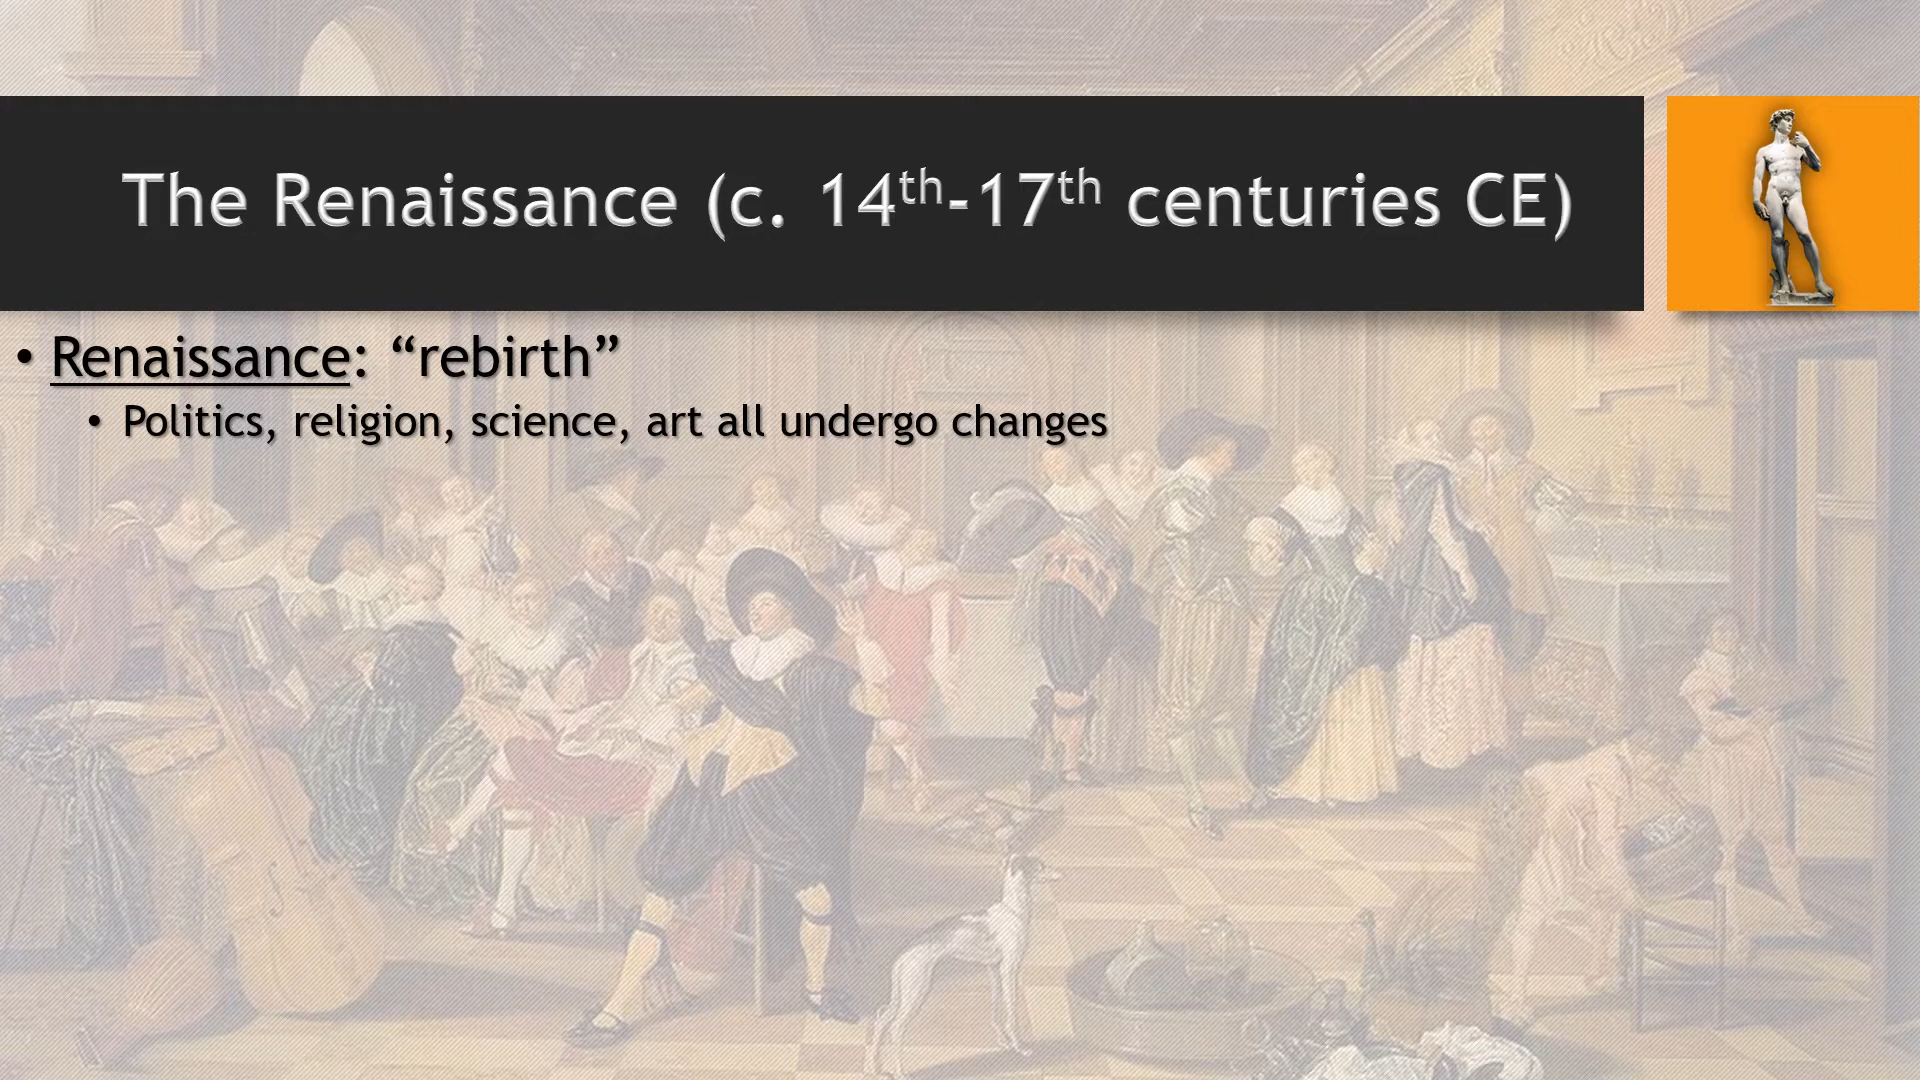 The Renaissance (c. 14th-17th centuries CE)
• Renaissance: “rebirth”
• Politics, religion, science, art all undergo changes